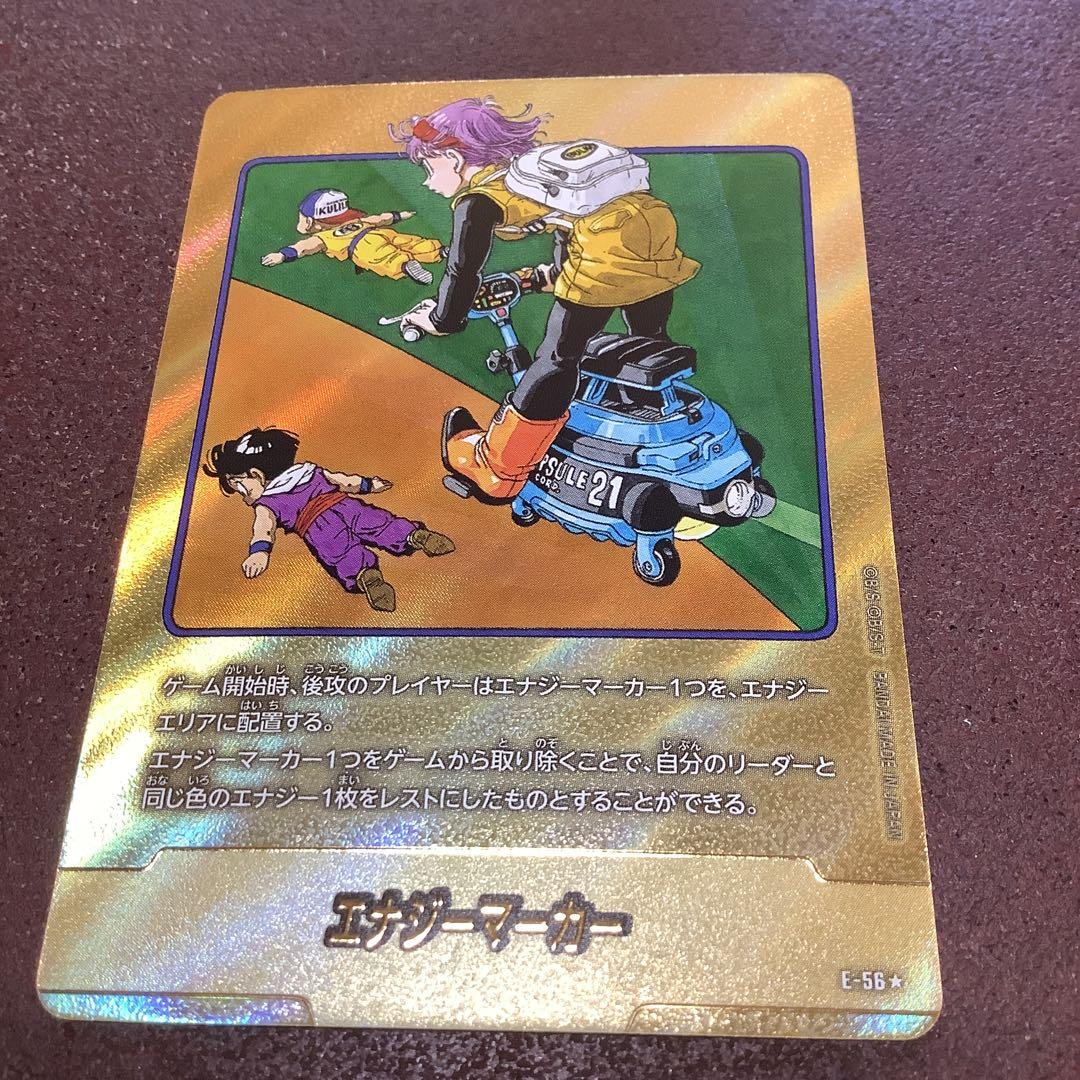 KULILI
BULM
PSULE 21
CORP.
ゲーム開始時、後攻のプレイヤーはエナジーマーカー1つを、エナジー
エリアに配置する。
エナジーマーカー1つをゲームから取り除くことで、自分のリーダーと
同じ色のエナジー1枚をレストにしたものとすることができる。
エナジーマーカー
E-56★
©B/S ©B/S・T BANDAI MADE IN JAPAN